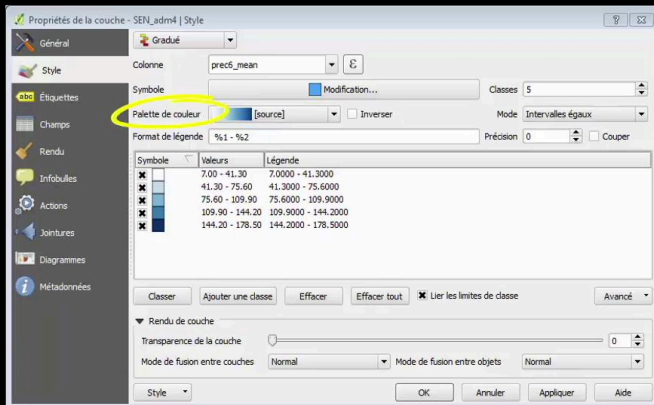 Propriétés de la couche - SEN_adm4 | Style
Général
Style
abc Étiquettes
Champs
Rendu
Infobulles
Actions
Jointures
Diagrammes
Métadonnées
Gradué
Colonne prec6_mean ε
Symbole Modification... Classes 5
Palette de couleur [source] Inverser Mode Intervalles égaux
Format de légende %1 - %2 Précision 0 Couper
Symbole Valeurs Légende
7.00 - 41.30 7.0000 - 41.3000
41.30 - 75.60 41.3000 - 75.6000
75.60 - 109.90 75.6000 - 109.9000
109.90 - 144.20 109.9000 - 144.2000
144.20 - 178.50 144.2000 - 178.5000
Classer Ajouter une classe Effacer Effacer tout Lier les limites de classe Avancé
Rendu de couche
Transparence de la couche 0
Mode de fusion entre couches Normal Mode de fusion entre objets Normal
Style OK Annuler Appliquer Aide